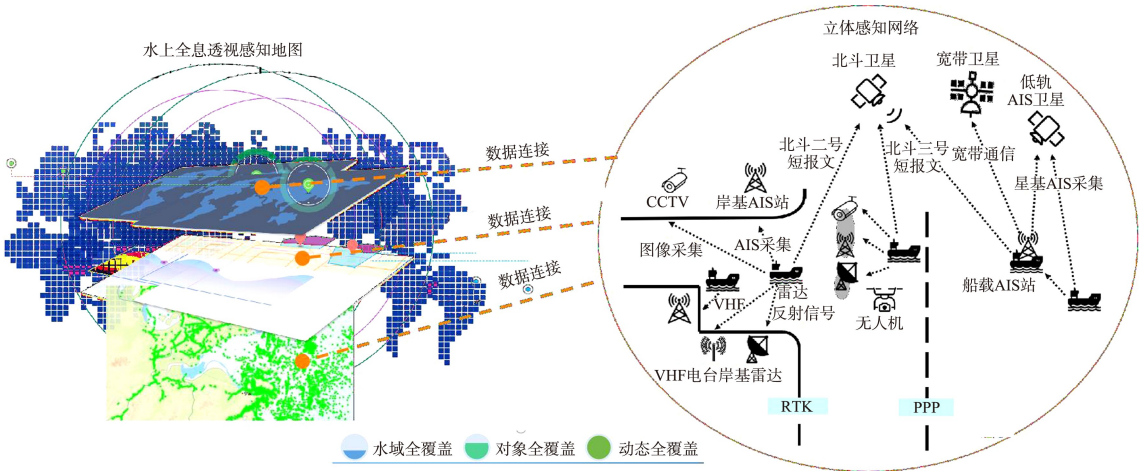 水上全息透视感知地图
数据连接
数据连接
数据连接
立体感知网络
北斗卫星
宽带卫星
低轨
AIS卫星
北斗二号
短报文
北斗三号
短报文
宽带通信
星基AIS采集
CCTV
岸基AIS站
图像采集
AIS采集
VHF
雷达
反射信号
无人机
船载AIS站
VHF电台岸基雷达
RTK
PPP
水域全覆盖
对象全覆盖
动态全覆盖